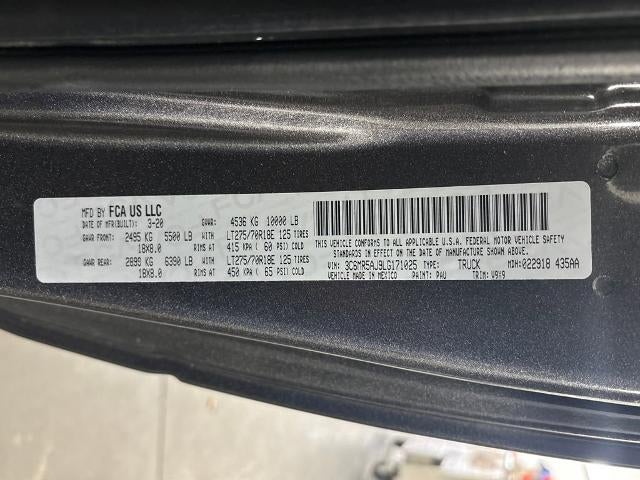 MFD BY FCA US LLC
DATE OF MFR(BUILT): 3-20 GVWR: 4536 KG 10000 LB
GAWR FRONT: 2495 KG 5500 LB WITH LT275/70R18E 125 TIRES
18X8.0 RIMS AT 415 KPA ( 60 PSI) COLD
GAWR REAR: 2898 KG 6390 LB WITH LT275/70R18E 125 TIRES
18X8.0 RIMS AT 450 KPA ( 65 PSI) COLD
THIS VEHICLE CONFORMS TO ALL APPLICABLE U.S.A. FEDERAL MOTOR VEHICLE SAFETY
STANDARDS IN EFFECT ON THE DATE OF MANUFACTURE SHOWN ABOVE.
VIN: 3C6MR5AJ9LG171025 TYPE: TRUCK MDH:022918 435AA
VEHICLE MADE IN MEXICO PAINT: PAU TRIM: V9X9